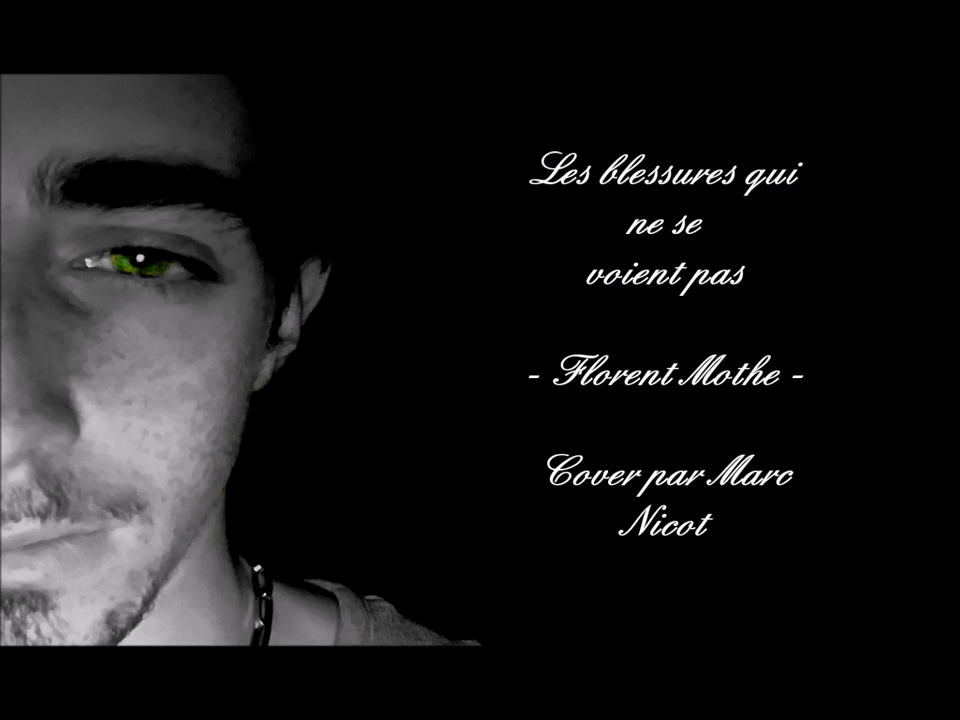 Les blessures qui
ne se
voient pas
- Florent Mothe -
Cover par Marc
Nicot